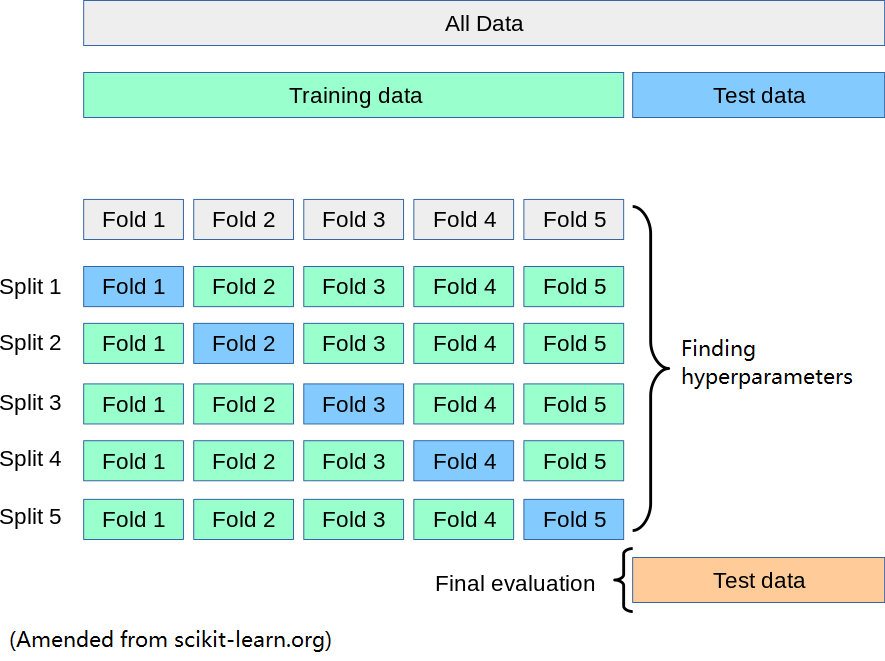 All Data
Training data Test data
Fold 1 Fold 2 Fold 3 Fold 4 Fold 5
Split 1 Fold 1 Fold 2 Fold 3 Fold 4 Fold 5
Split 2 Fold 1 Fold 2 Fold 3 Fold 4 Fold 5
Finding
hyperparameters
Split 3 Fold 1 Fold 2 Fold 3 Fold 4 Fold 5
Split 4 Fold 1 Fold 2 Fold 3 Fold 4 Fold 5
Split 5 Fold 1 Fold 2 Fold 3 Fold 4 Fold 5
Final evaluation Test data
(Amended from scikit-learn.org)